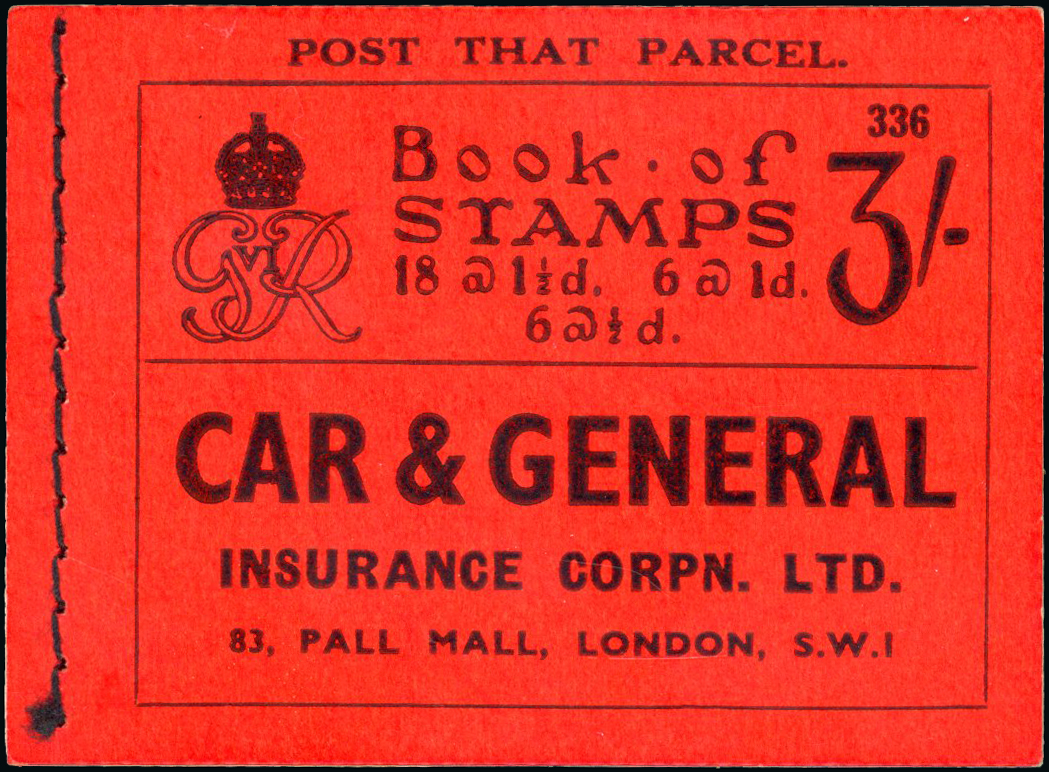 POST THAT PARCEL.
336
GVIR
Book · of
STAMPS
3/-
18 @ 1½d. 6 @ 1d.
6 @ ½d.
CAR & GENERAL
INSURANCE CORPN. LTD.
83, PALL MALL, LONDON, S.W.1